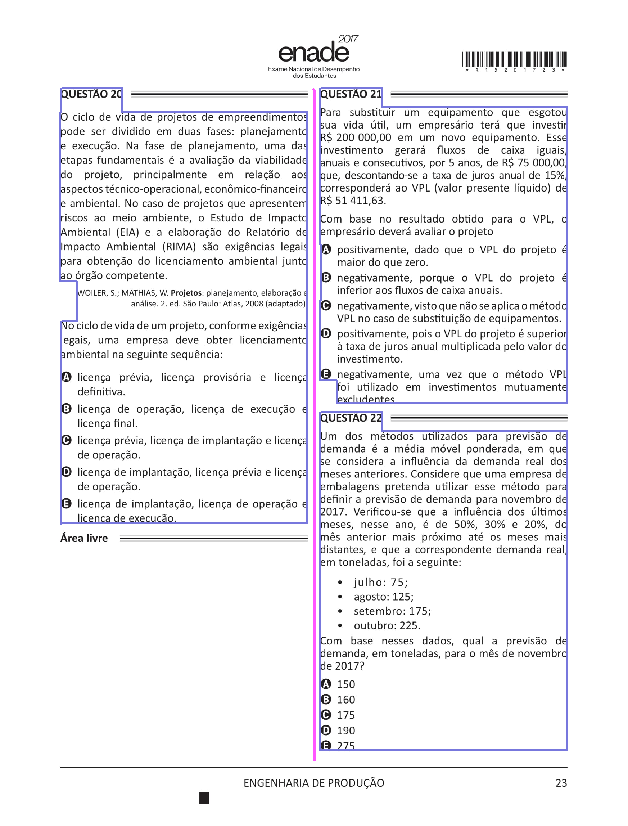 enade 2017
Exame Nacional de Desempenho
dos Estudantes
*R1520172 3*
QUESTÃO 20
O ciclo de vida de projetos de empreendimentos
pode ser dividido em duas fases: planejamento
e execução. Na fase de planejamento, uma das
etapas fundamentais é a avaliação da viabilidade
do projeto, principalmente em relação aos
aspectos técnico-operacional, econômico-financeiro
e ambiental. No caso de projetos que apresentem
riscos ao meio ambiente, o Estudo de Impacto
Ambiental (EIA) e a elaboração do Relatório de
Impacto Ambiental (RIMA) são exigências legais
para obtenção do licenciamento ambiental junto
ao órgão competente.
WOILER, S.; MATHIAS, W. Projetos: planejamento, elaboração e
análise. 2. ed. São Paulo: Atlas, 2008 (adaptado).
No ciclo de vida de um projeto, conforme exigências
legais, uma empresa deve obter licenciamento
ambiental na seguinte sequência:
A licença prévia, licença provisória e licença
definitiva.
B licença de operação, licença de execução e
licença final.
C licença prévia, licença de implantação e licença
de operação.
D licença de implantação, licença prévia e licença
de operação.
E licença de implantação, licença de operação e
licença de execução.
Área livre
QUESTÃO 21
Para substituir um equipamento que esgotou
sua vida útil, um empresário terá que investir
R$ 200 000,00 em um novo equipamento. Esse
investimento gerará fluxos de caixa iguais,
anuais e consecutivos, por 5 anos, de R$ 75 000,00,
que, descontando-se a taxa de juros anual de 15%,
corresponderá ao VPL (valor presente líquido) de
R$ 51 411,63.
Com base no resultado obtido para o VPL, o
empresário deverá avaliar o projeto
A positivamente, dado que o VPL do projeto é
maior do que zero.
B negativamente, porque o VPL do projeto é
inferior aos fluxos de caixa anuais.
C negativamente, visto que não se aplica o método
VPL no caso de substituição de equipamentos.
D positivamente, pois o VPL do projeto é superior
à taxa de juros anual multiplicada pelo valor do
investimento.
E negativamente, uma vez que o método VPL
foi utilizado em investimentos mutuamente
excludentes.
QUESTÃO 22
Um dos métodos utilizados para previsão de
demanda é a média móvel ponderada, em que
se considera a influência da demanda real dos
meses anteriores. Considere que uma empresa de
embalagens pretenda utilizar esse método para
definir a previsão de demanda para novembro de
2017. Verificou-se que a influência dos últimos
meses, nesse ano, é de 50%, 30% e 20%, do
mês anterior mais próximo até os meses mais
distantes, e que a correspondente demanda real,
em toneladas, foi a seguinte:
• julho: 75;
• agosto: 125;
• setembro: 175;
• outubro: 225.
Com base nesses dados, qual a previsão de
demanda, em toneladas, para o mês de novembro
de 2017?
A 150
B 160
C 175
D 190
E 275
ENGENHARIA DE PRODUÇÃO
23